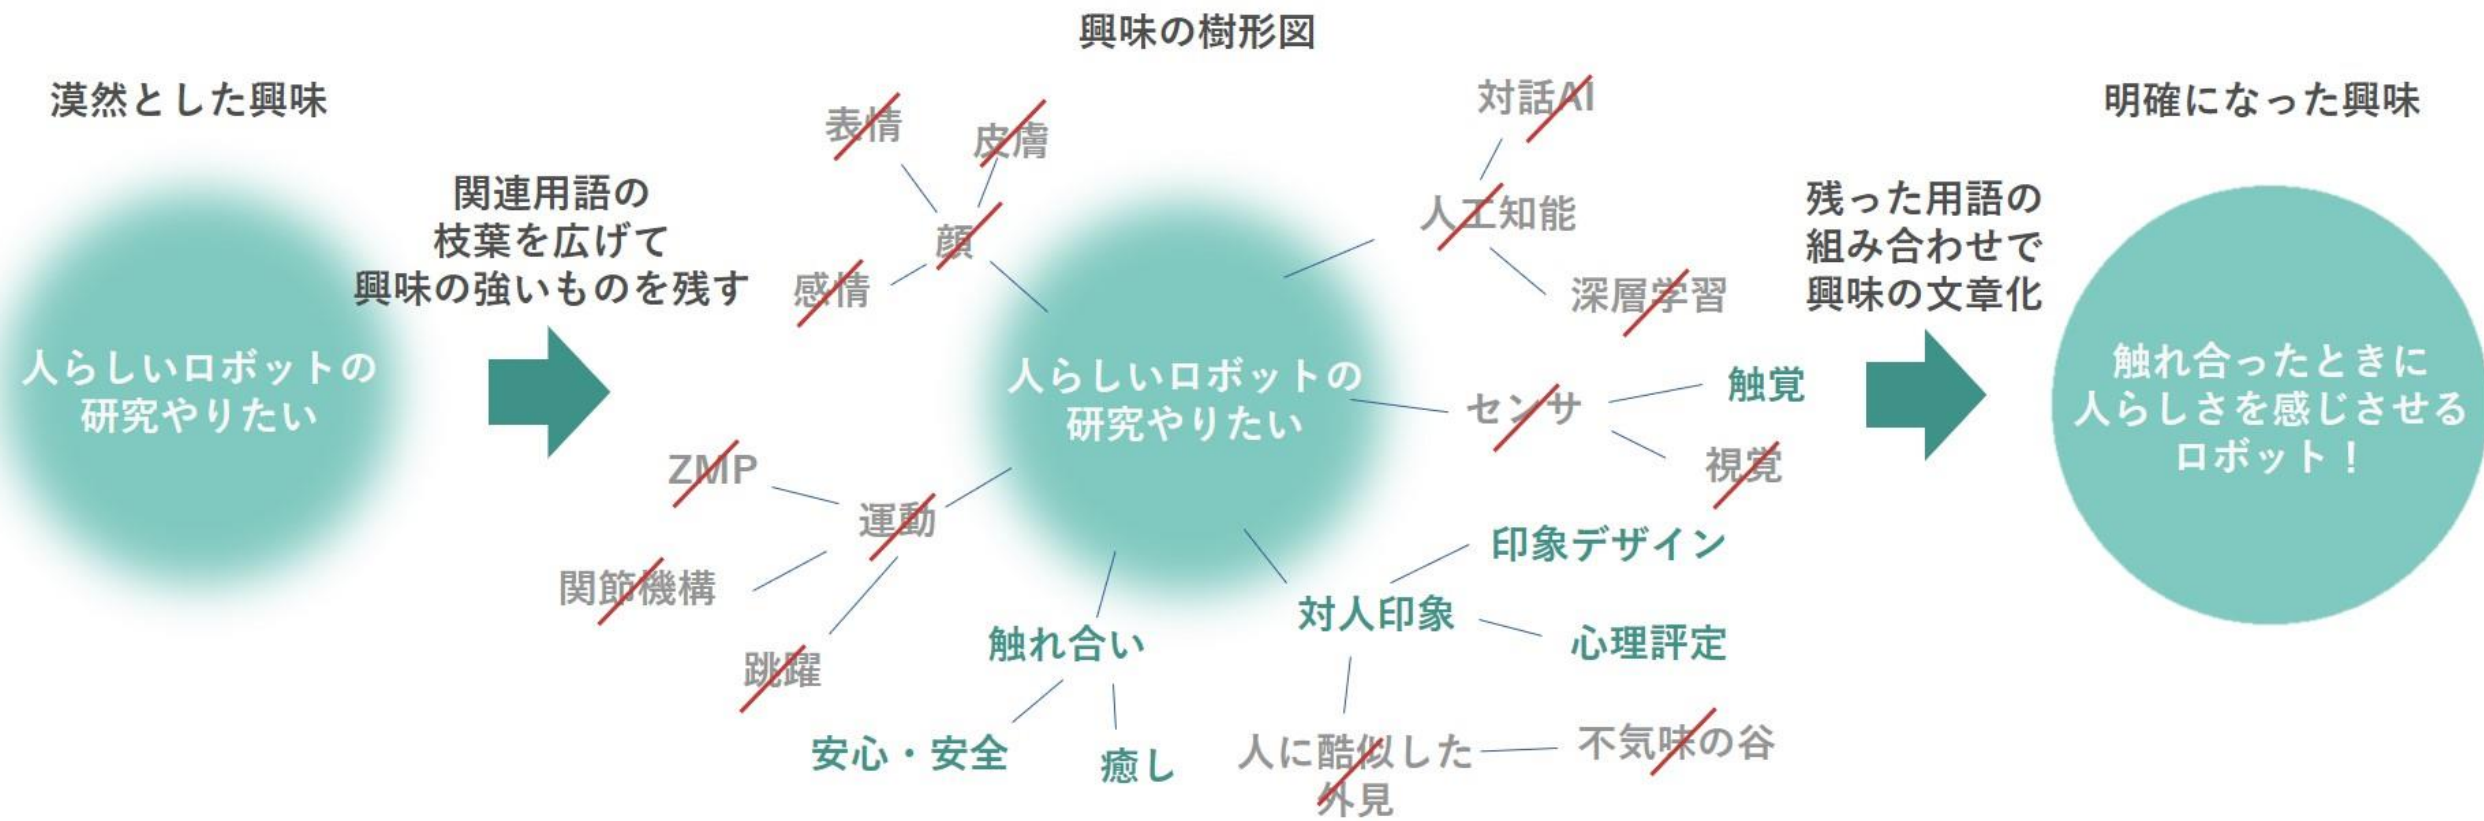 興味の樹形図
漠然とした興味
人らしいロボットの
研究やりたい
関連用語の
枝葉を広げて
興味の強いものを残す
表情
皮膚
顔
感情
対話AI
人工知能
深層学習
人らしいロボットの
研究やりたい
センサ
触覚
視覚
ZMP
運動
関節機構
跳躍
触れ合い
安心・安全
癒し
対人印象
印象デザイン
心理評定
人に酷似した
外見
不気味の谷
残った用語の
組み合わせで
興味の文章化
明確になった興味
触れ合ったときに
人らしさを感じさせる
ロボット！